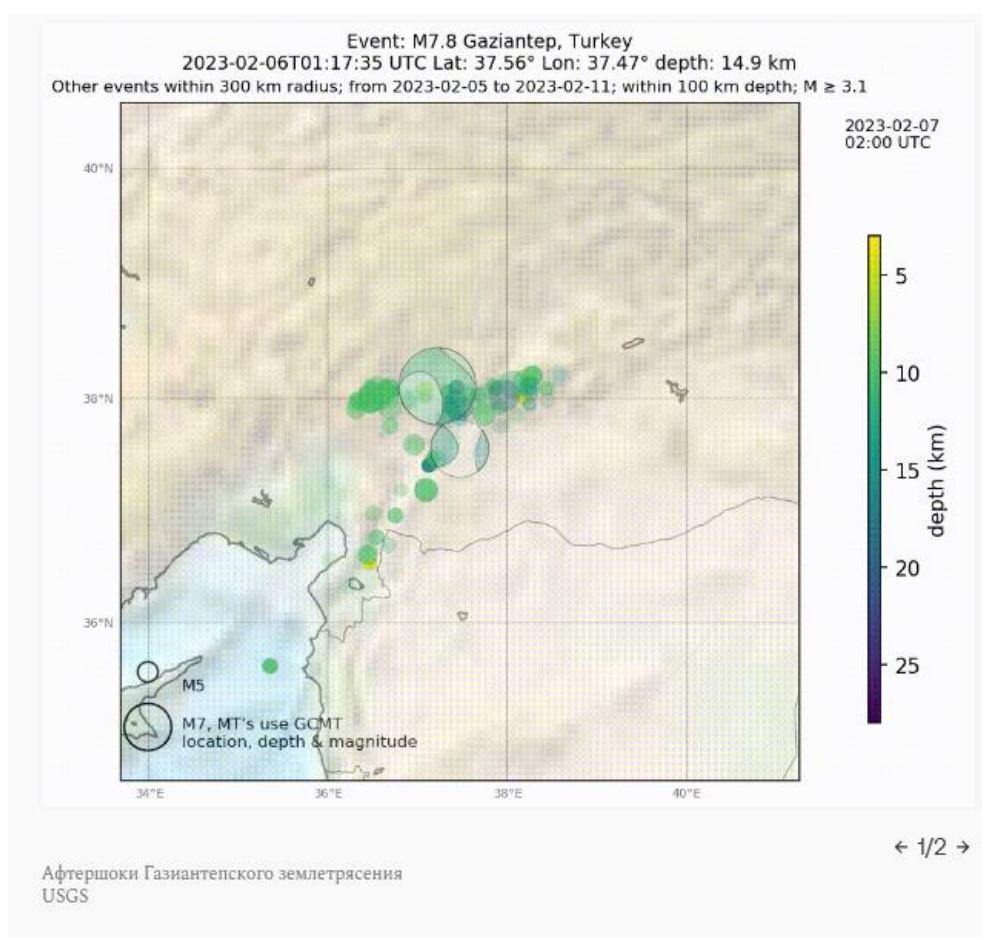 Event: M7.8 Gaziantep, Turkey
2023-02-06T01:17:35 UTC Lat: 37.56° Lon: 37.47° depth: 14.9 km
Other events within 300 km radius; from 2023-02-05 to 2023-02-11; within 100 km depth; M ≥ 3.1
2023-02-07
02:00 UTC
40°N
38°N
36°N
5
10
15
20
25
depth (km)
M5
M7, MT's use GCMT
location, depth & magnitude
34°E
36°E
38°E
40°E
← 1/2 →
Афтершоки Газиантепского землетрясения
USGS